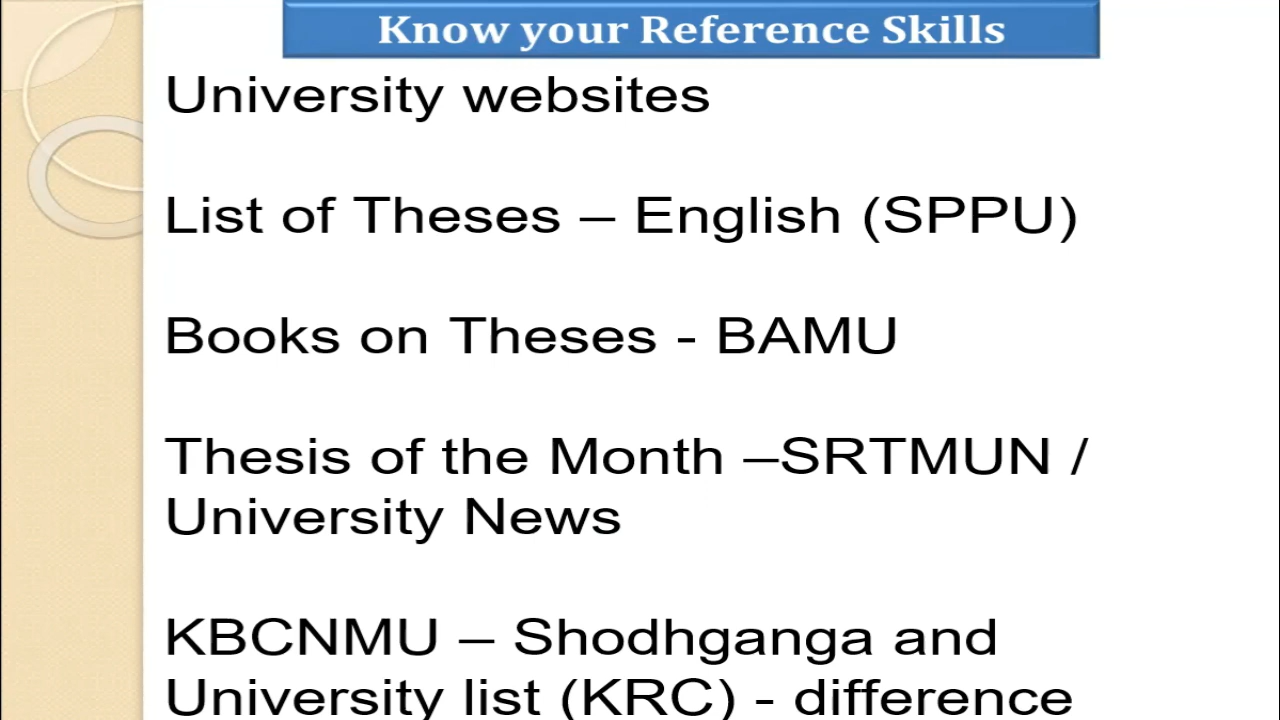 Know your Reference Skills
University websites
List of Theses – English (SPPU)
Books on Theses - BAMU
Thesis of the Month –SRTMUN /
University News
KBCNMU – Shodhganga and
University list (KRC) - difference